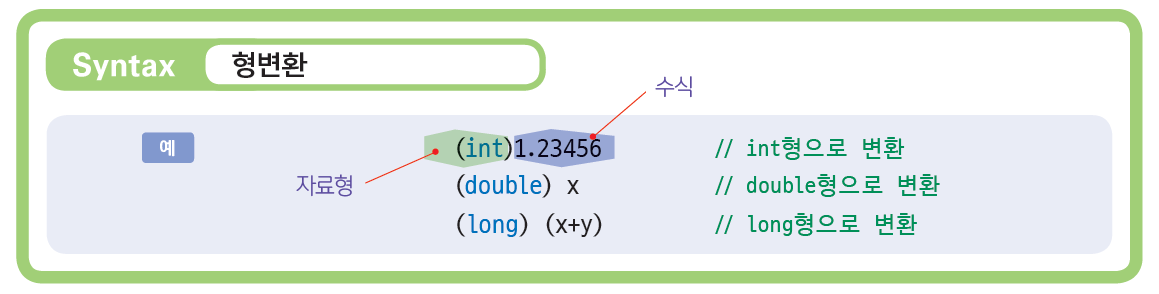 Syntax 형변환
수식
예 (int)1.23456 // int형으로 변환
자료형 (double) x // double형으로 변환
(long) (x+y) // long형으로 변환